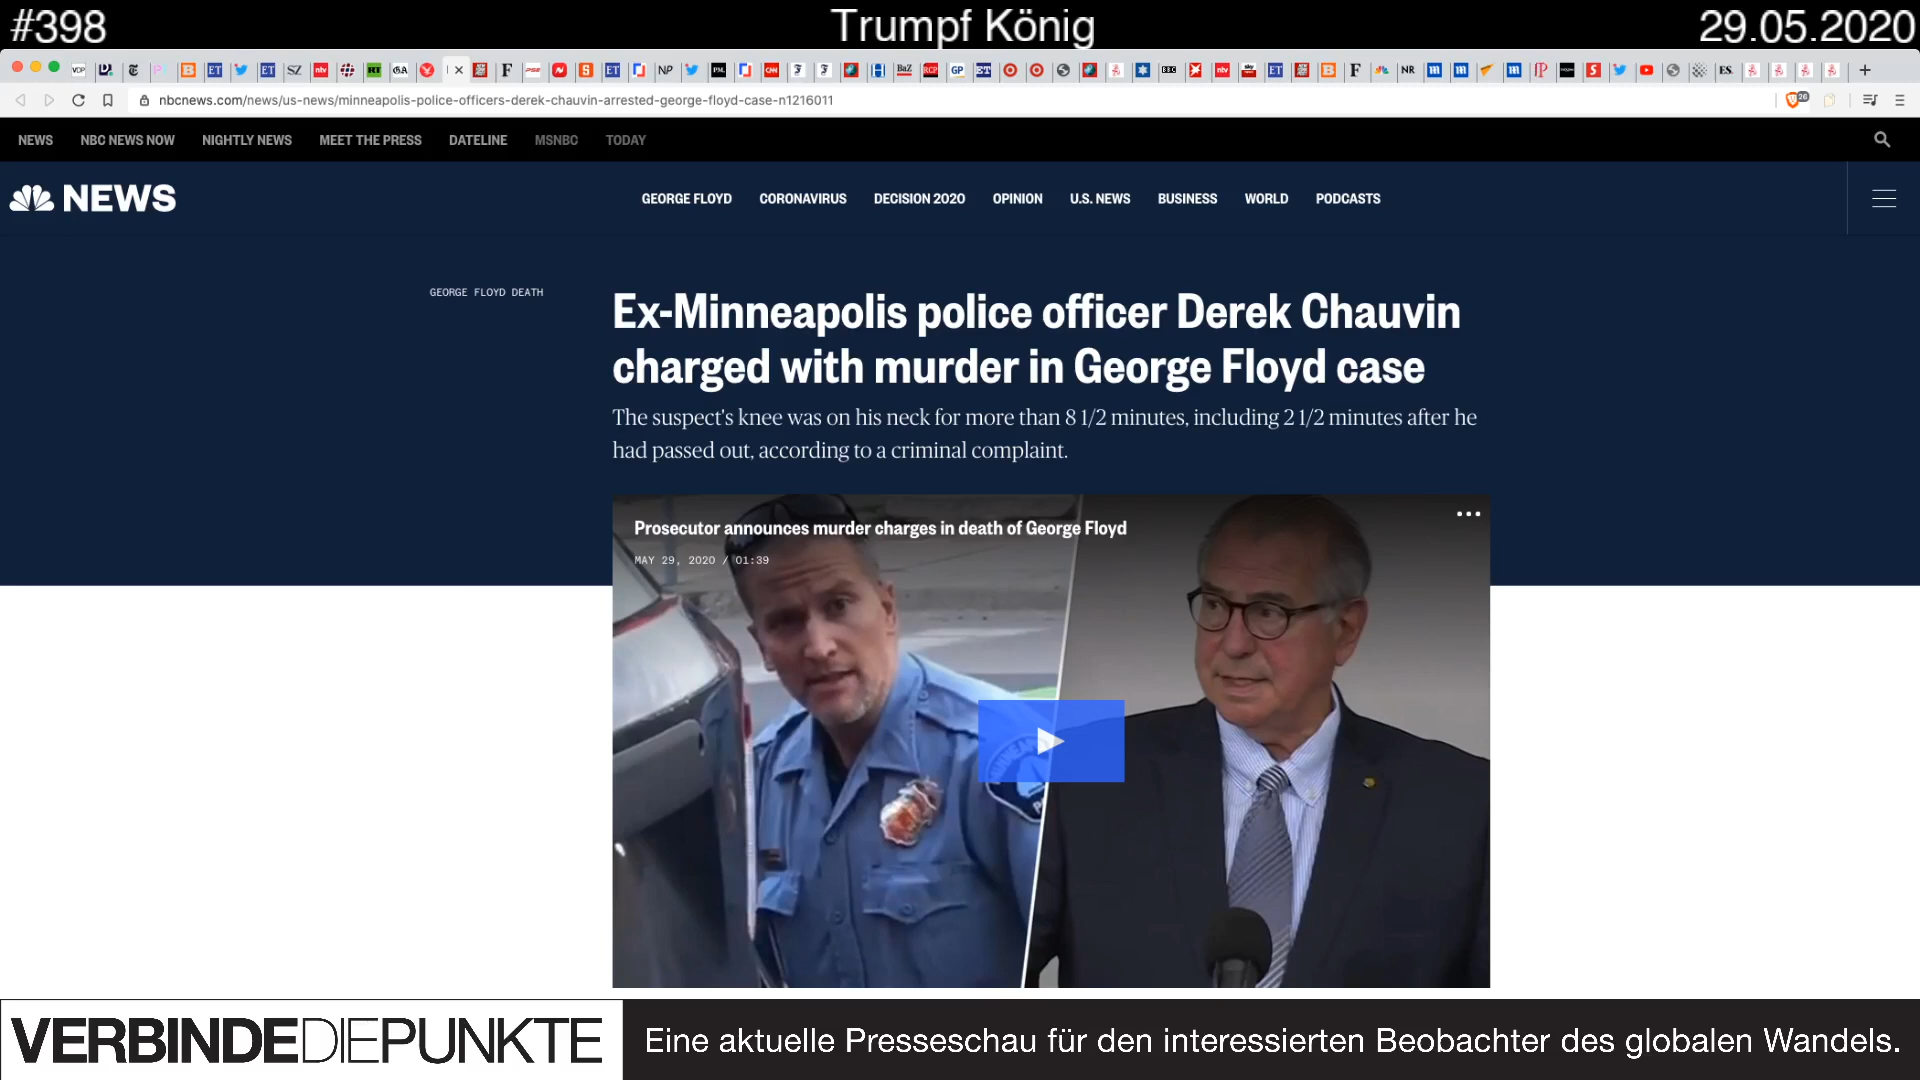 #398
Trumpf König
29.05.2020
nbcnews.com/news/us-news/minneapolis-police-officers-derek-chauvin-arrested-george-floyd-case-n1216011
NEWS NBC NEWS NOW NIGHTLY NEWS MEET THE PRESS DATELINE MSNBC TODAY
NEWS
GEORGE FLOYD CORONAVIRUS DECISION 2020 OPINION U.S. NEWS BUSINESS WORLD PODCASTS
GEORGE FLOYD DEATH
Ex-Minneapolis police officer Derek Chauvin
charged with murder in George Floyd case
The suspect's knee was on his neck for more than 8 1/2 minutes, including 2 1/2 minutes after he
had passed out, according to a criminal complaint.
Prosecutor announces murder charges in death of George Floyd
MAY 29, 2020 / 01:39
VERBINDEDIEPUNKTE
Eine aktuelle Presseschau für den interessierten Beobachter des globalen Wandels.